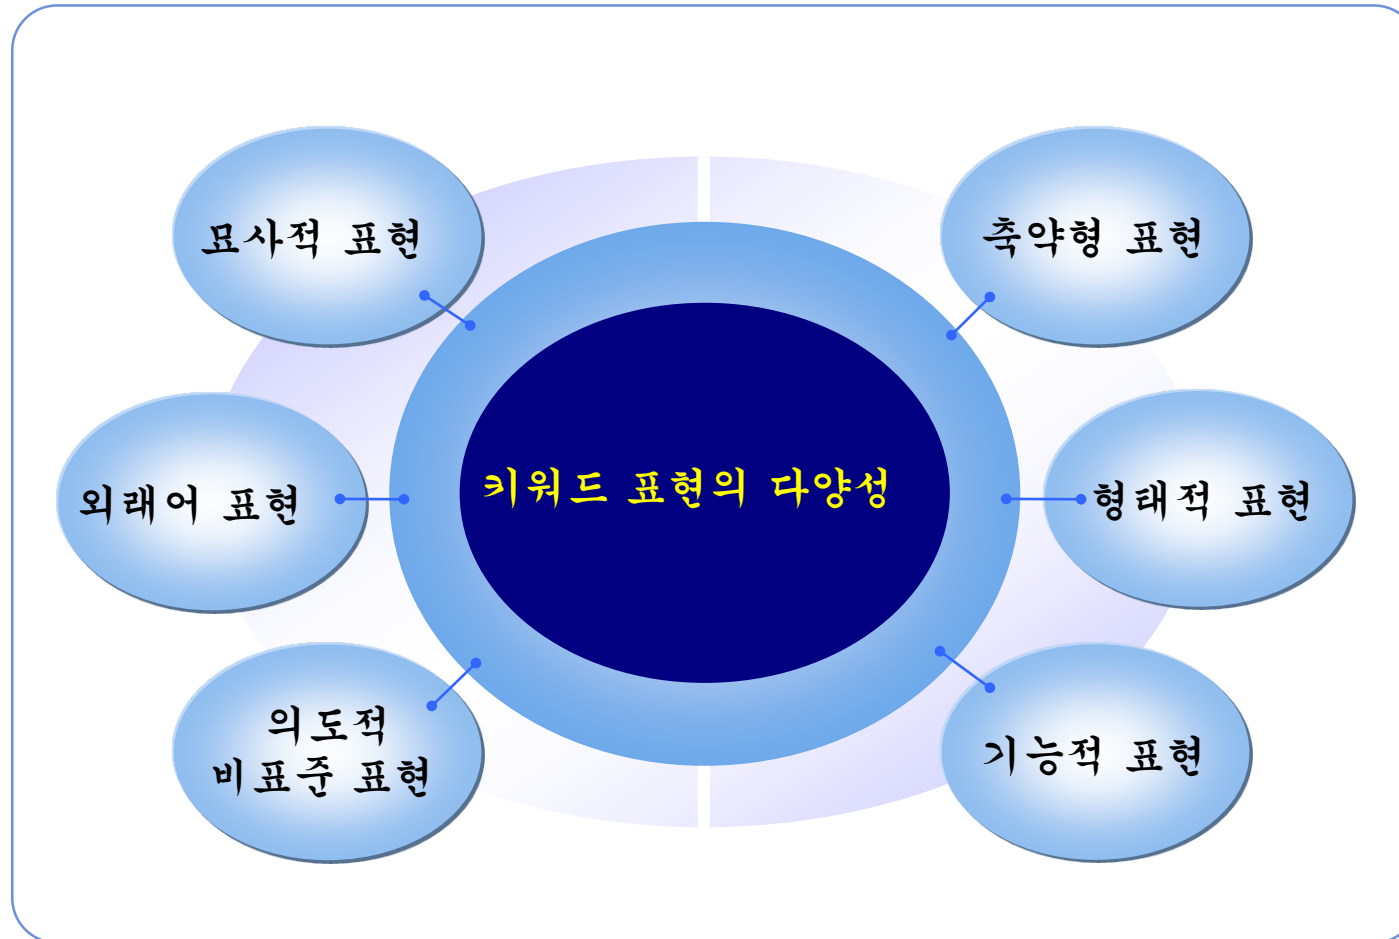 묘사적 표현
축약형 표현
키워드 표현의 다양성
외래어 표현
형태적 표현
의도적
비표준 표현
기능적 표현